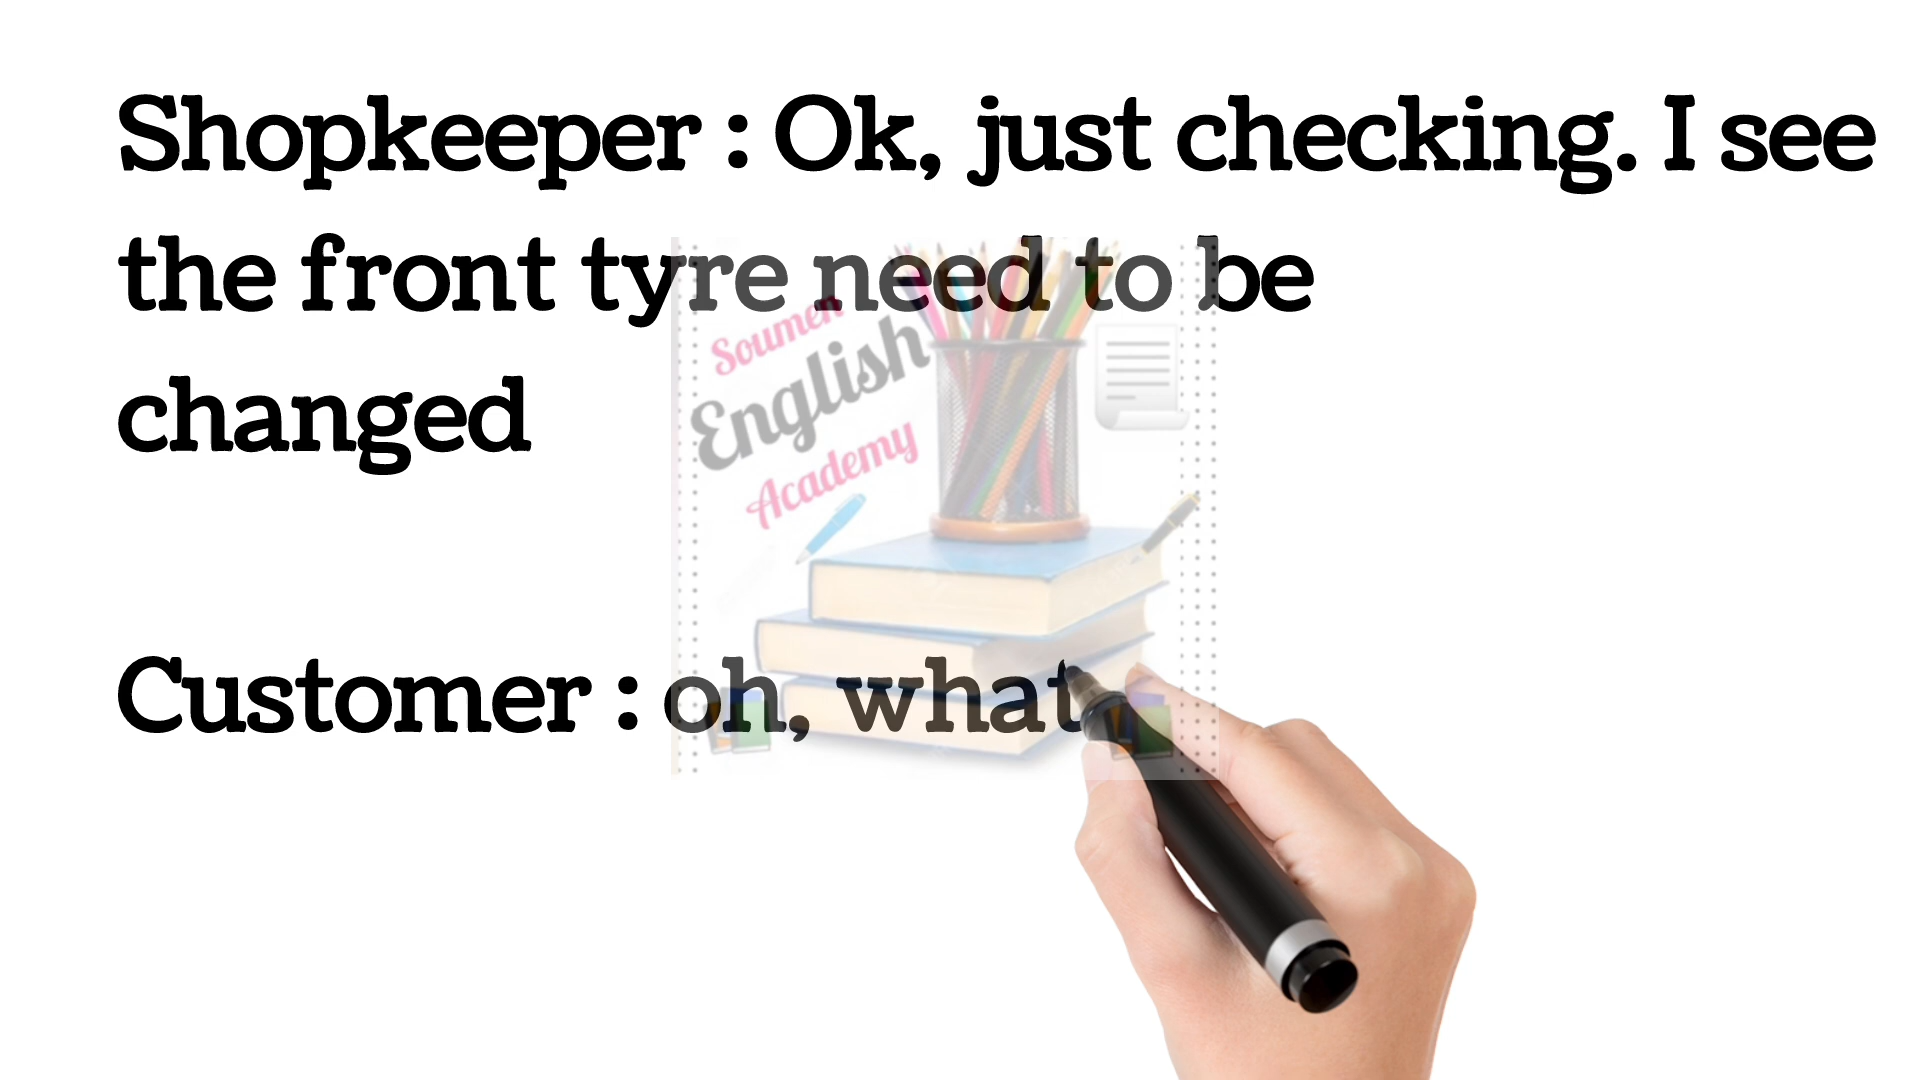 Shopkeeper : Ok, just checking. I see
the front tyre need to be
changed
Soumen
English
Academy
Customer : oh, what